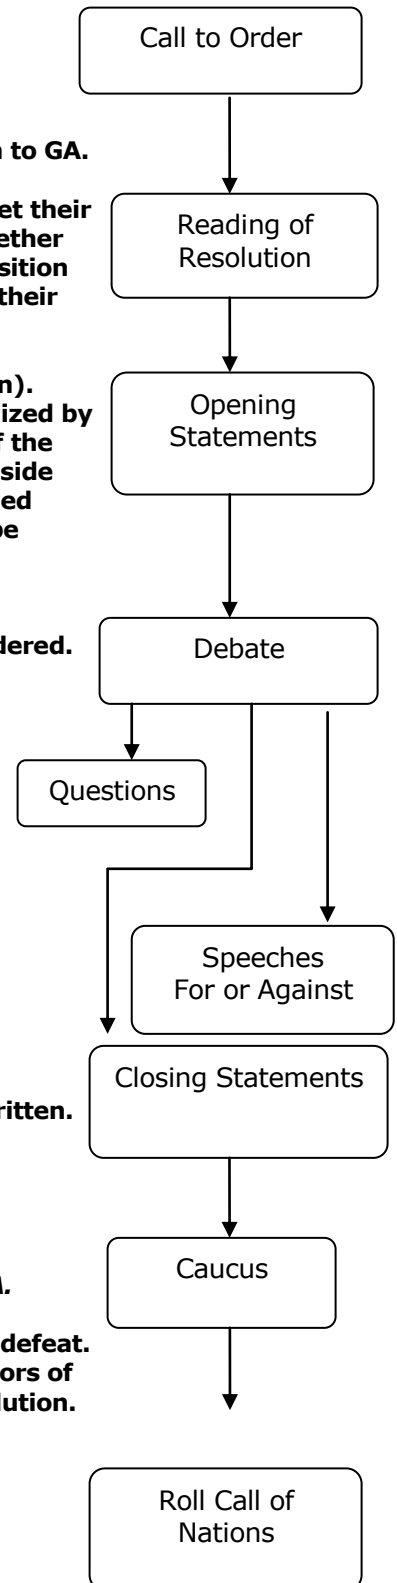 Call to Order
to GA.
Reading of
Resolution
et their
ether
sition
their
n).
Opening
Statements
ized by
f the
side
ed
be
Debate
dered.
Questions
Speeches
For or Against
Closing Statements
ritten.
Caucus
defeat.
ors of
lution.
Roll Call of
Nations